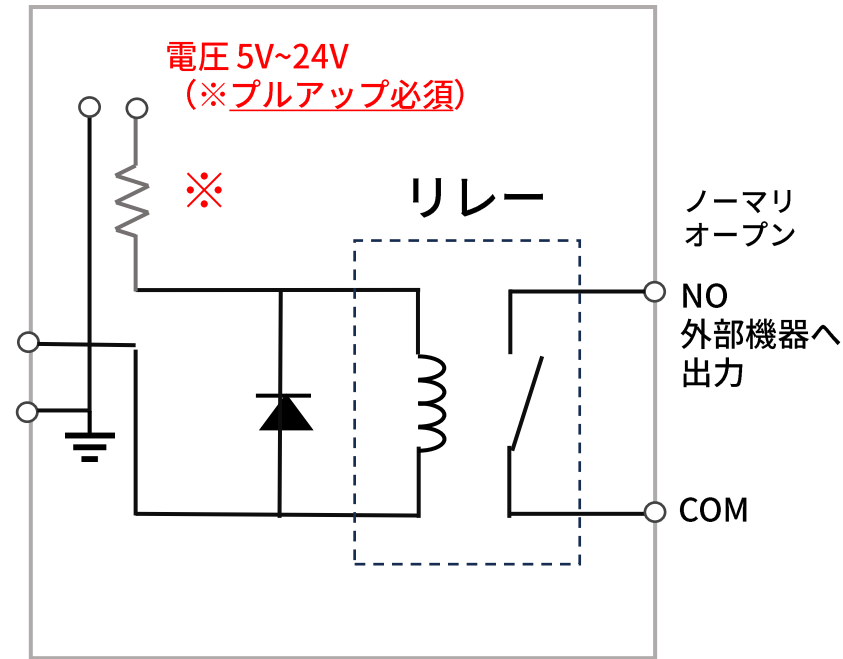 電圧 5V~24V
（※プルアップ必須）
※
リレー
ノーマリ
オープン
NO
外部機器へ
出力
COM